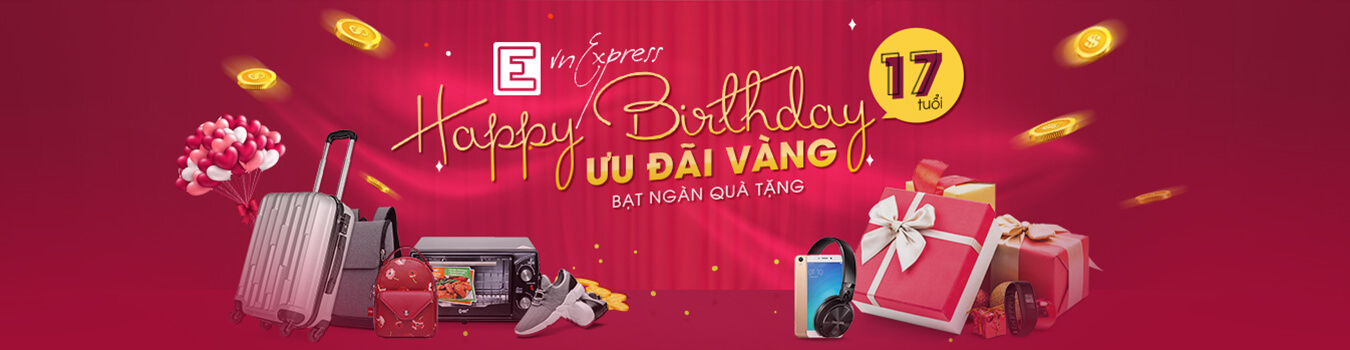 E vnExpress
Happy Birthday
17
tuổi
ƯU ĐÃI VÀNG
BẠT NGÀN QUÀ TẶNG